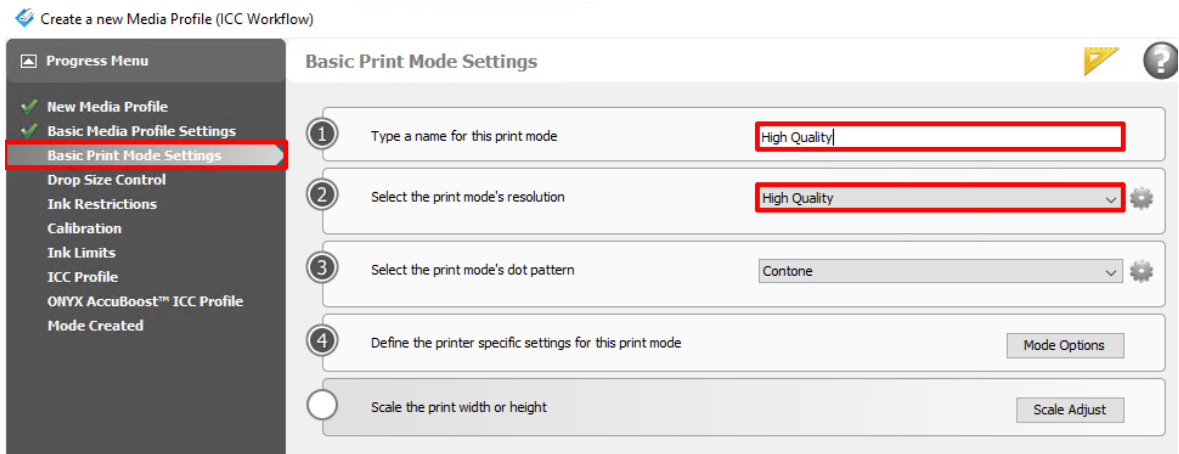 Create a new Media Profile (ICC Workflow)
Progress Menu
New Media Profile
Basic Media Profile Settings
Basic Print Mode Settings
Drop Size Control
Ink Restrictions
Calibration
Ink Limits
ICC Profile
ONYX AccuBoost™ ICC Profile
Mode Created
Basic Print Mode Settings
?
1 Type a name for this print mode High Quality
2 Select the print mode's resolution High Quality
3 Select the print mode's dot pattern Contone
4 Define the printer specific settings for this print mode Mode Options
Scale the print width or height Scale Adjust